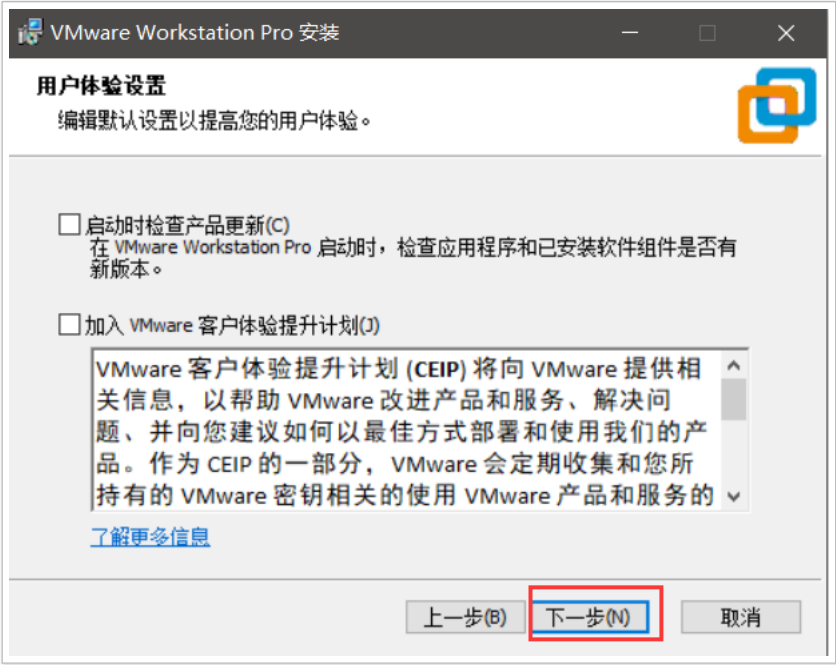 VMware Workstation Pro 安装
用户体验设置
编辑默认设置以提高您的用户体验。
启动时检查产品更新(C)
在 VMware Workstation Pro 启动时，检查应用程序和已安装软件组件是否有
新版本。
加入 VMware 客户体验提升计划(J)
VMware 客户体验提升计划 (CEIP) 将向 VMware 提供相
关信息，以帮助 VMware 改进产品和服务、解决问
题、并向您建议如何以最佳方式部署和使用我们的产
品。作为 CEIP 的一部分，VMware 会定期收集和您所
持有的 VMware 密钥相关的使用 VMware 产品和服务的
了解更多信息
上一步(B) 下一步(N) 取消